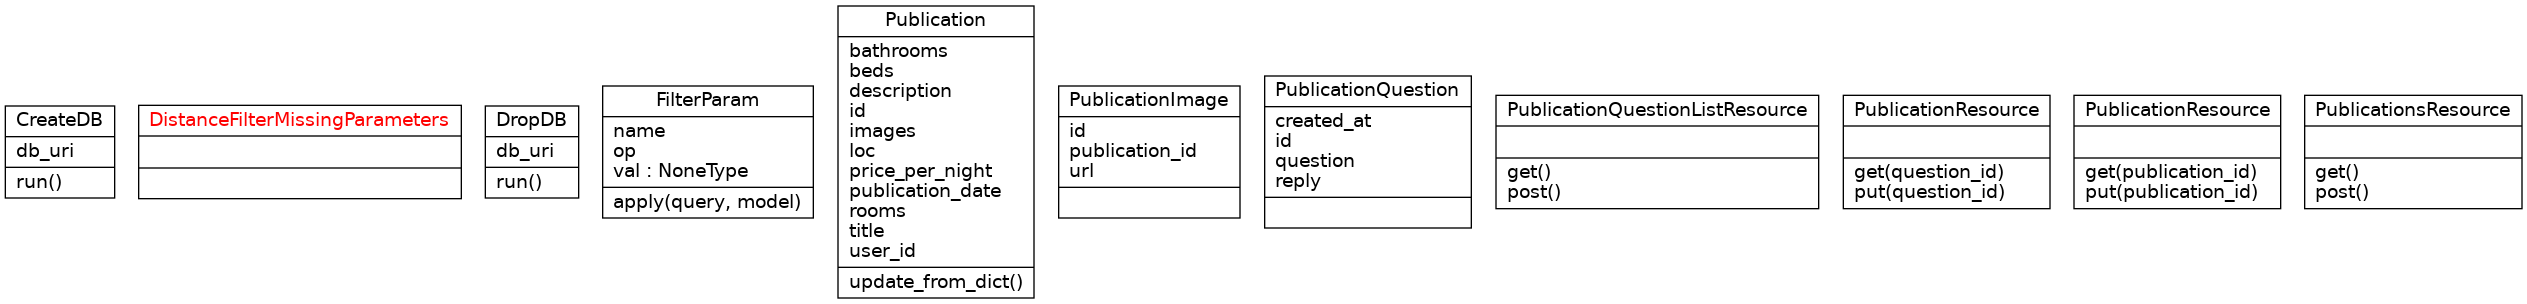 CreateDB
db_uri
run()
DistanceFilterMissingParameters
DropDB
db_uri
run()
FilterParam
name
op
val : NoneType
apply(query, model)
Publication
bathrooms
beds
description
id
images
loc
price_per_night
publication_date
rooms
title
user_id
update_from_dict()
PublicationImage
id
publication_id
url
PublicationQuestion
created_at
id
question
reply
PublicationQuestionListResource
get()
post()
PublicationResource
get(question_id)
put(question_id)
PublicationResource
get(publication_id)
put(publication_id)
PublicationsResource
get()
post()